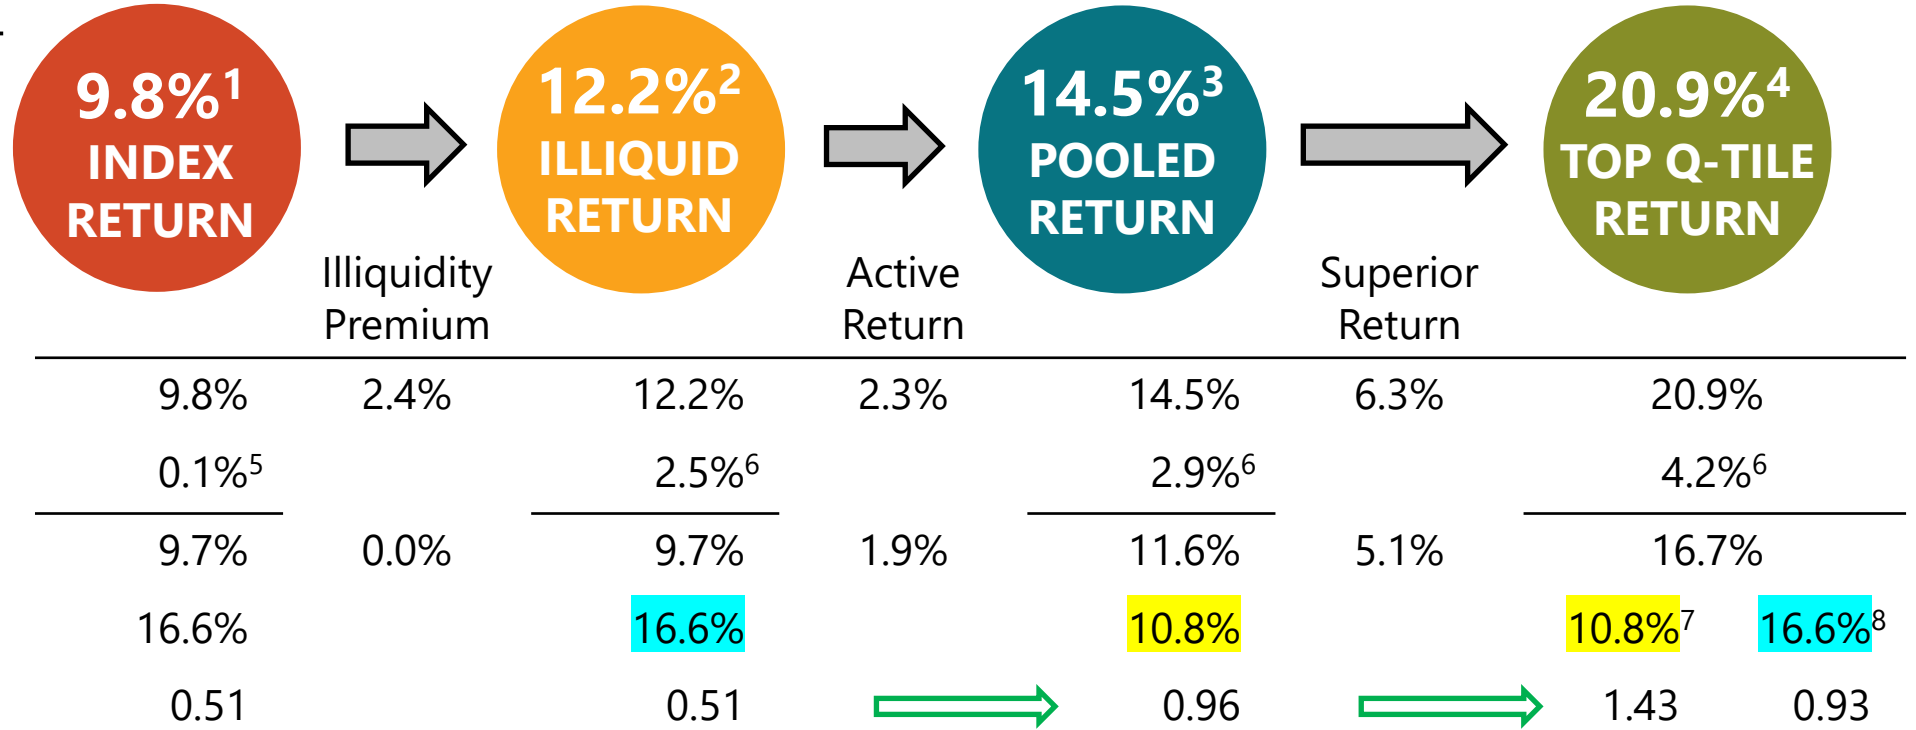 9.8%¹
INDEX
RETURN
12.2%²
ILLIQUID
RETURN
14.5%³
POOLED
RETURN
20.9%⁴
TOP Q-TILE
RETURN
Illiquidity
Premium
Active
Return
Superior
Return
9.8% 2.4% 12.2% 2.3% 14.5% 6.3% 20.9%
0.1%⁵ 2.5%⁶ 2.9%⁶ 4.2%⁶
9.7% 0.0% 9.7% 1.9% 11.6% 5.1% 16.7%
16.6% 16.6% 10.8% 10.8%⁷ 16.6%⁸
0.51 0.51 0.96 1.43 0.93